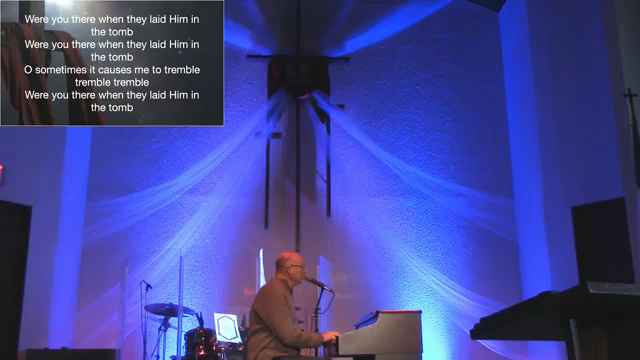 Were you there when they laid Him in
the tomb
Were you there when they laid Him in
the tomb
O sometimes it causes me to tremble
tremble tremble
Were you there when they laid Him in
the tomb